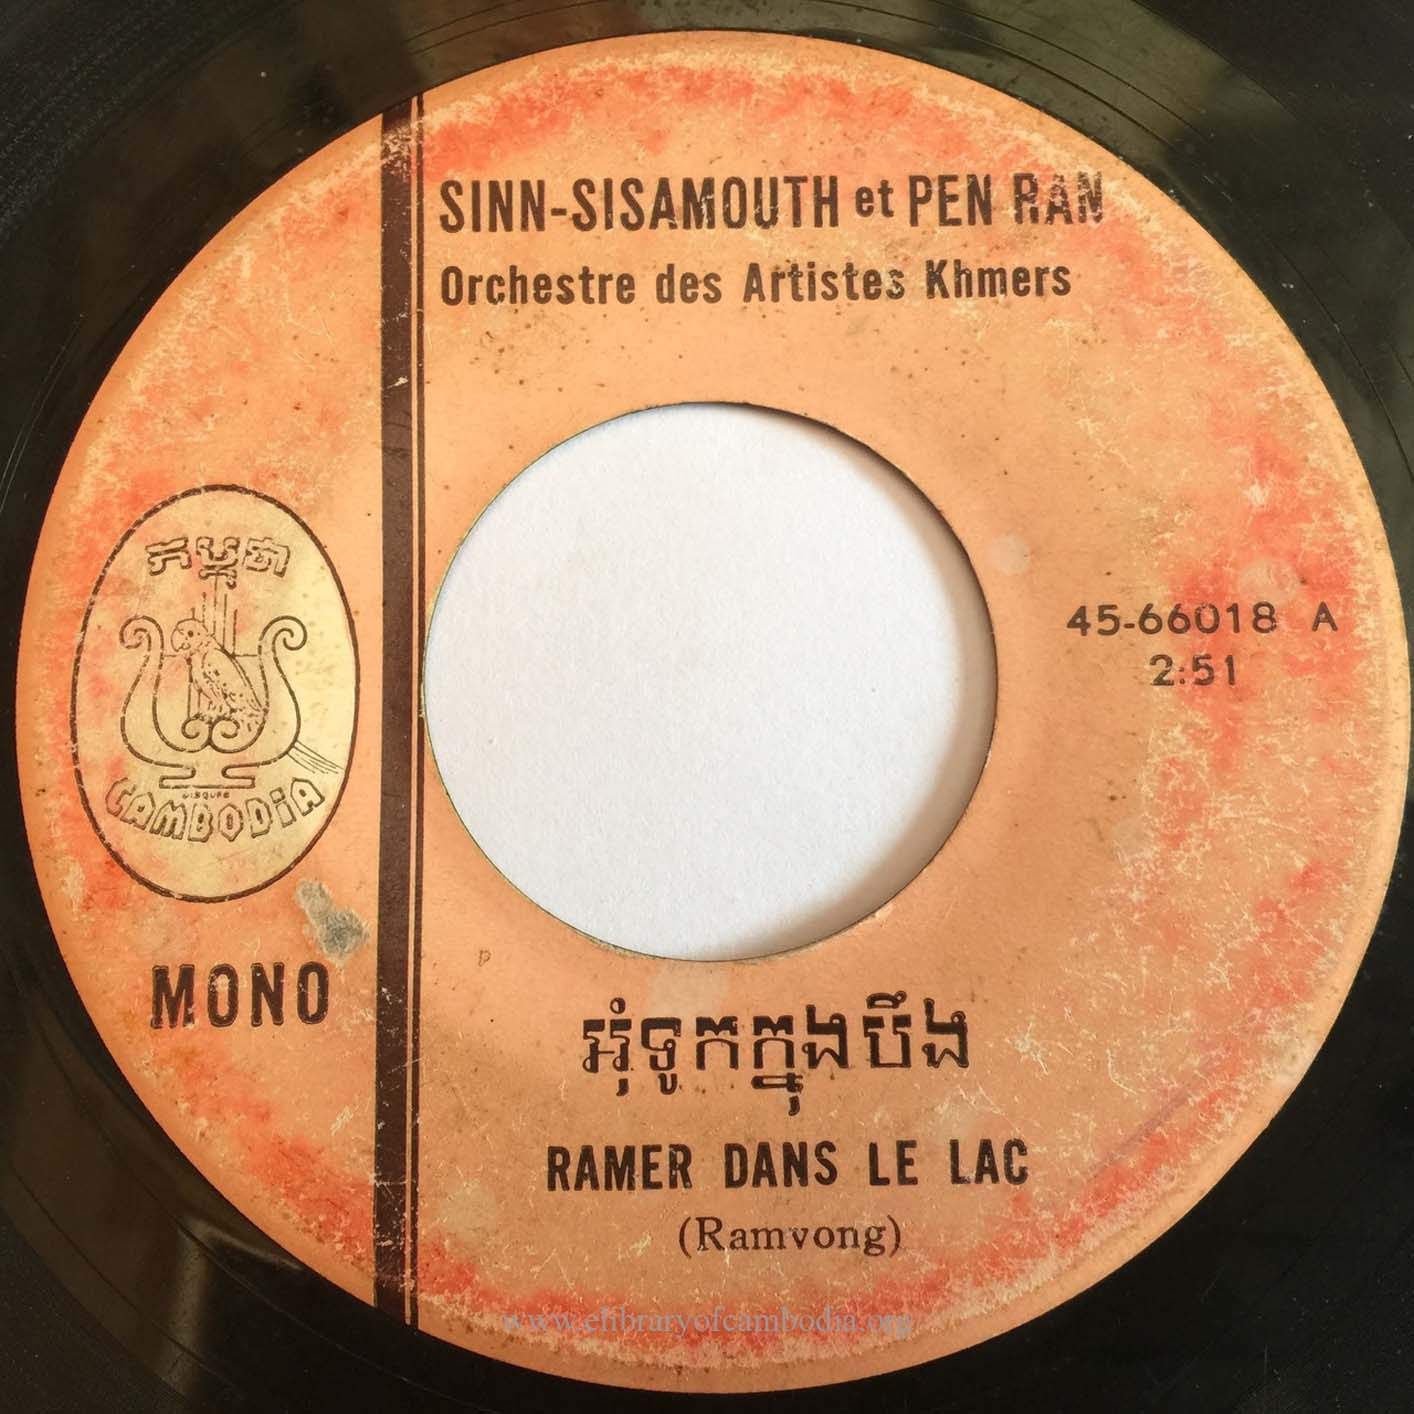 SINN-SISAMOUTH et PEN RAN
Orchestre des Artistes Khmers
កម្ពុជា
DISQUES
CAMBODIA
45-66018 A
2:51
MONO
អុំទូកក្នុងបឹង
RAMER DANS LE LAC
(Ramvong)
www.elibraryofcambodia.org